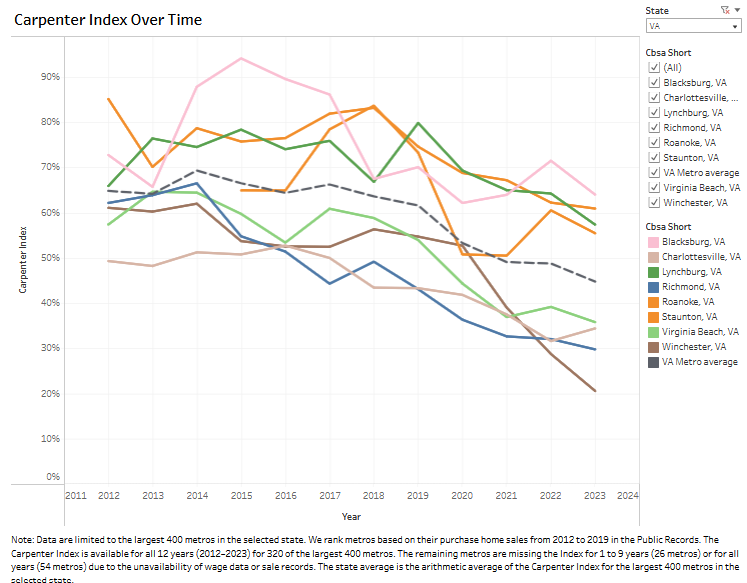 Carpenter Index Over Time
State
VA
Cbsa Short
(All)
Blacksburg, VA
Charlottesville, ...
Lynchburg, VA
Richmond, VA
Roanoke, VA
Staunton, VA
VA Metro average
Virginia Beach, VA
Winchester, VA
Cbsa Short
Blacksburg, VA
Charlottesville, VA
Lynchburg, VA
Richmond, VA
Roanoke, VA
Staunton, VA
Virginia Beach, VA
Winchester, VA
VA Metro average
Carpenter Index
90%
80%
70%
60%
50%
40%
30%
20%
10%
0%
2011 2012 2013 2014 2015 2016 2017 2018 2019 2020 2021 2022 2023 2024
Year
Note: Data are limited to the largest 400 metros in the selected state. We rank metros based on their purchase home sales from 2012 to 2019 in the Public Records. The
Carpenter Index is available for all 12 years (2012–2023) for 320 of the largest 400 metros. The remaining metros are missing the Index for 1 to 9 years (26 metros) or for all
years (54 metros) due to the unavailability of wage data or sale records. The state average is the arithmetic average of the Carpenter Index for the largest 400 metros in the
selected state.